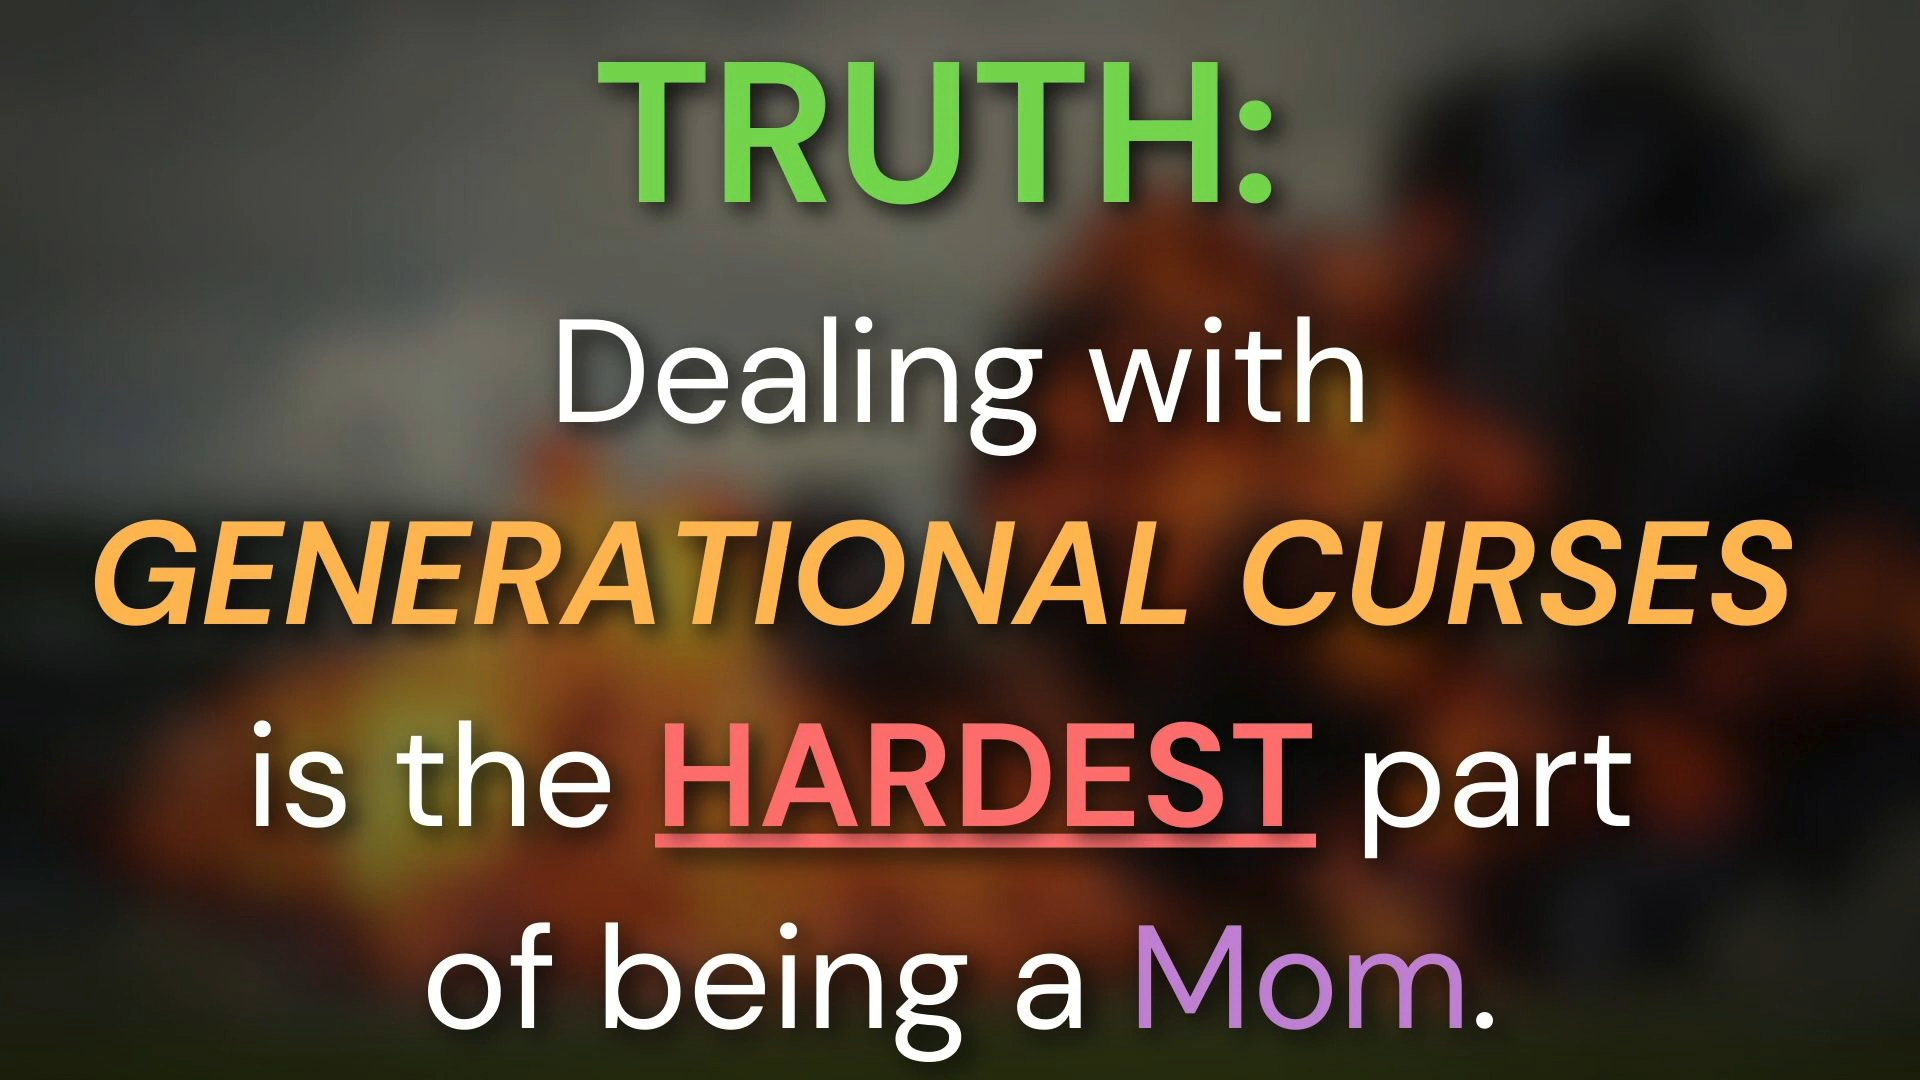 TRUTH:
Dealing with
GENERATIONAL CURSES
is the HARDEST part
of being a Mom.